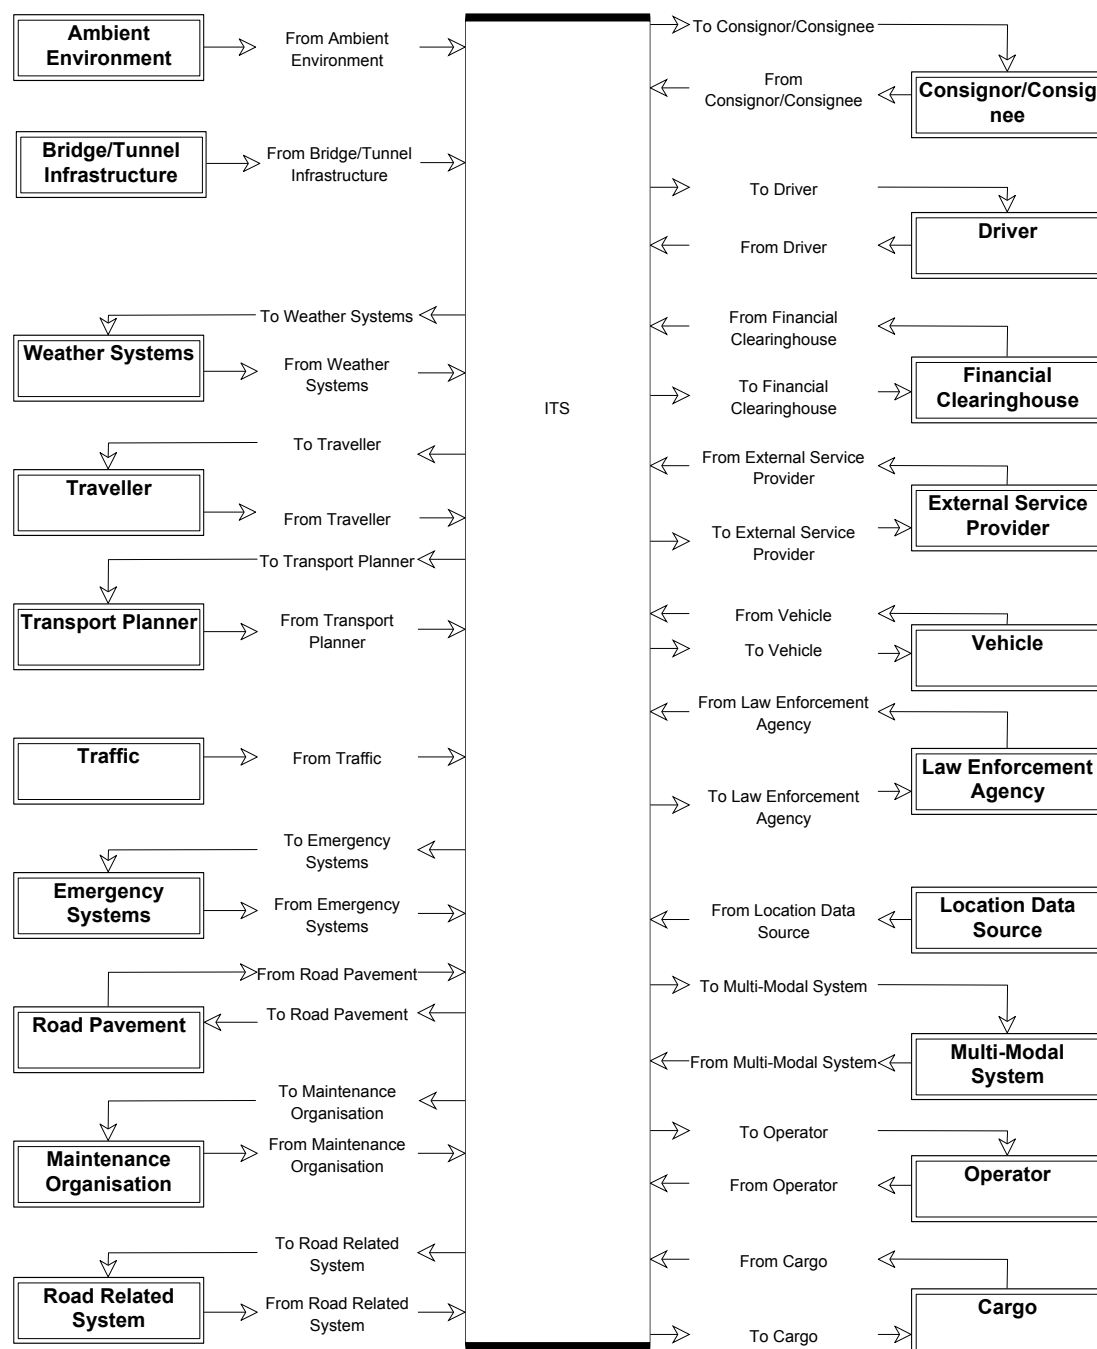 Ambient
Environment
From Ambient
Environment
Bridge/Tunnel
Infrastructure
From Bridge/Tunnel
Infrastructure
To Weather Systems
Weather Systems
From Weather
Systems
To Traveller
Traveller
From Traveller
To Transport Planner
Transport Planner
From Transport
Planner
Traffic
From Traffic
To Emergency
Systems
Emergency
Systems
From Emergency
Systems
From Road Pavement
Road Pavement
To Road Pavement
To Maintenance
Organisation
Maintenance
Organisation
From Maintenance
Organisation
To Road Related
System
Road Related
System
From Road Related
System
ITS
To Consignor/Consignee
From
Consignor/Consignee
Consignor/Consig
nee
To Driver
Driver
From Driver
From Financial
Clearinghouse
Financial
Clearinghouse
To Financial
Clearinghouse
From External Service
Provider
External Service
Provider
To External Service
Provider
From Vehicle
Vehicle
To Vehicle
From Law Enforcement
Agency
Law Enforcement
Agency
To Law Enforcement
Agency
From Location Data
Source
Location Data
Source
To Multi-Modal System
Multi-Modal
System
From Multi-Modal System
To Operator
Operator
From Operator
From Cargo
Cargo
To Cargo